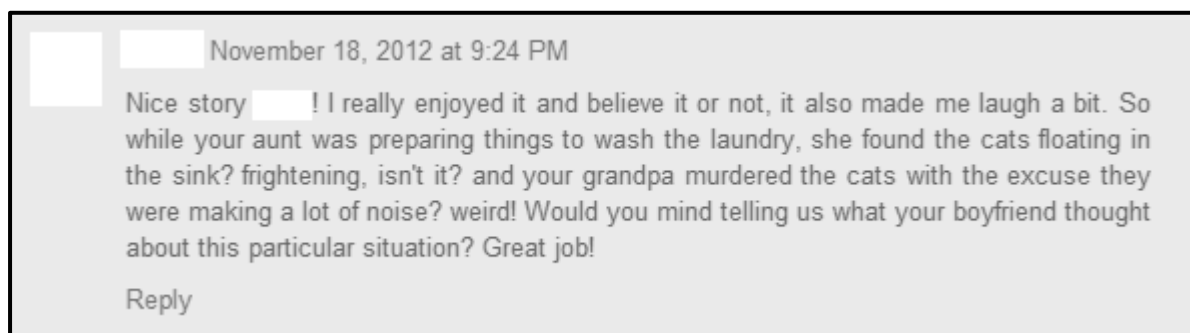 November 18, 2012 at 9:24 PM
Nice story ! I really enjoyed it and believe it or not, it also made me laugh a bit. So
while your aunt was preparing things to wash the laundry, she found the cats floating in
the sink? frightening, isn't it? and your grandpa murdered the cats with the excuse they
were making a lot of noise? weird! Would you mind telling us what your boyfriend thought
about this particular situation? Great job!
Reply